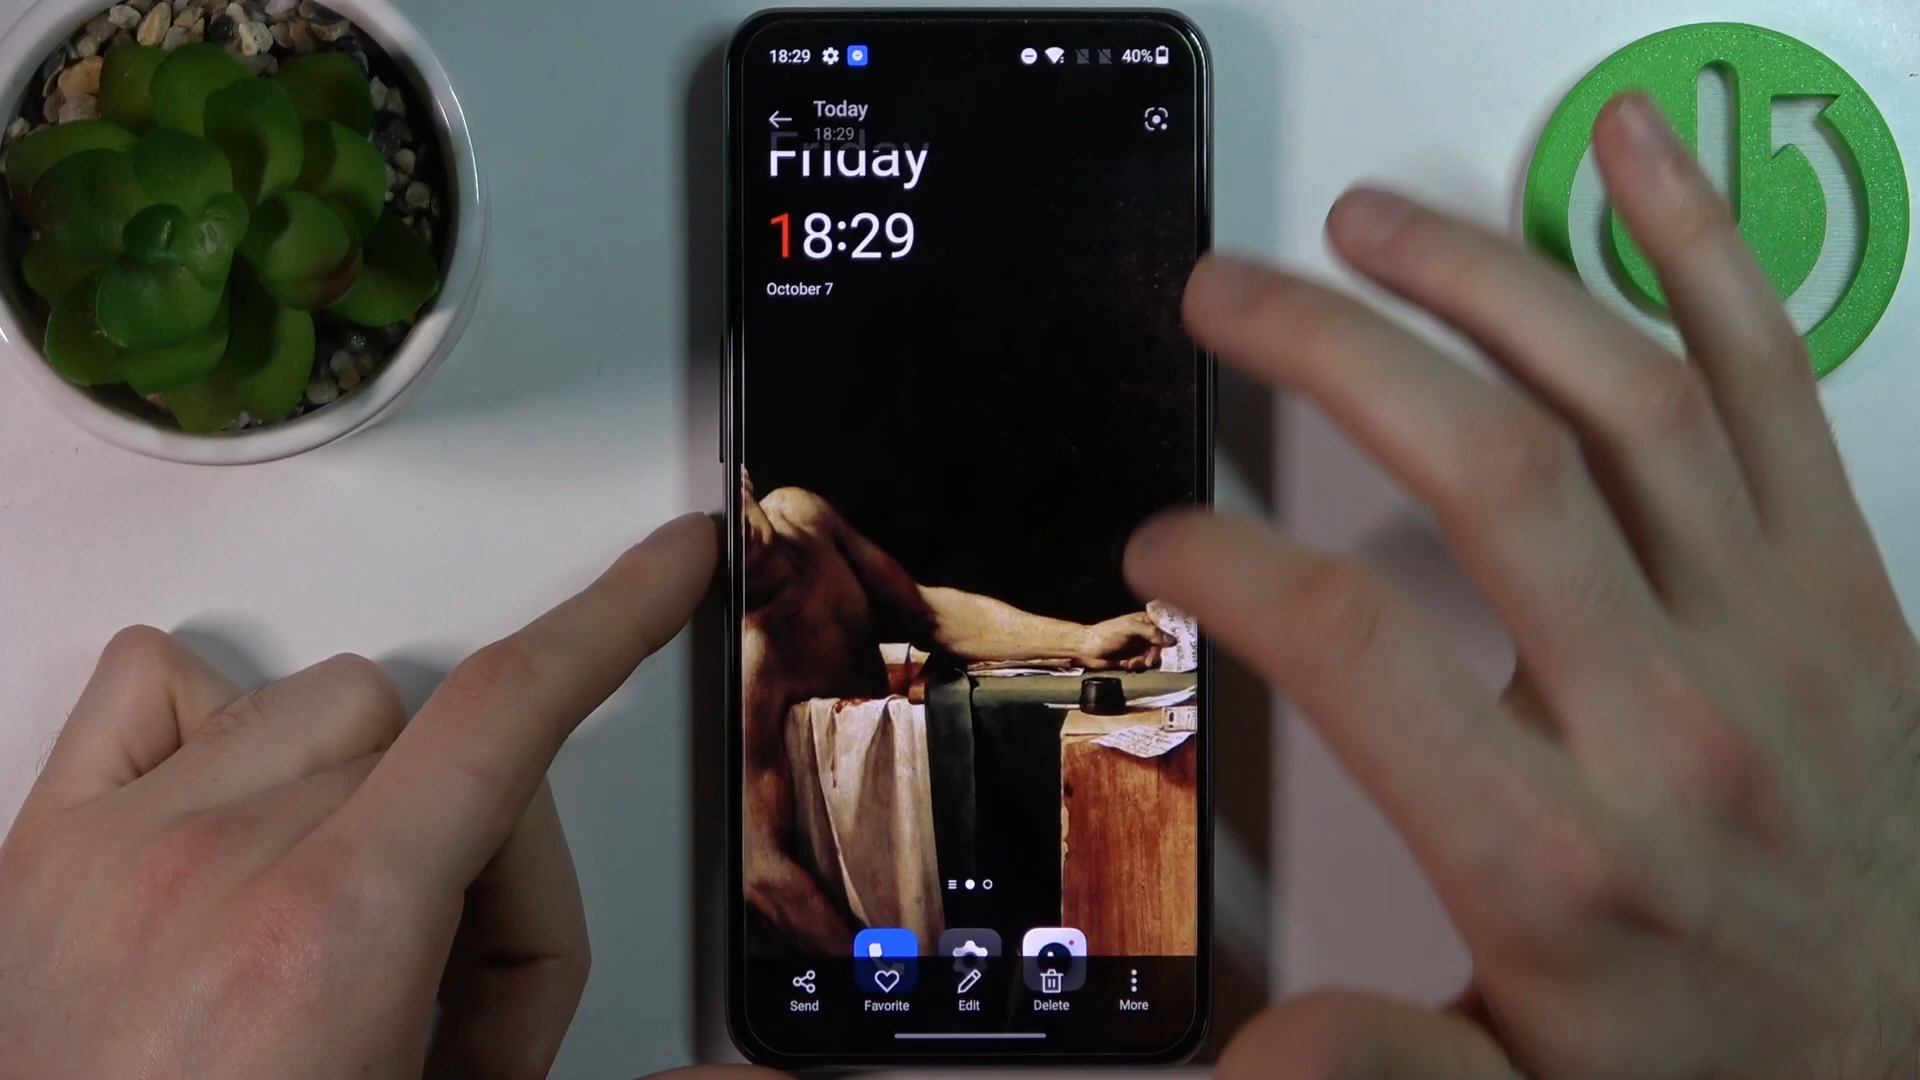 18:29 40%
Today
18:29
Friday
18:29
October 7
Send Favorite Edit Delete More